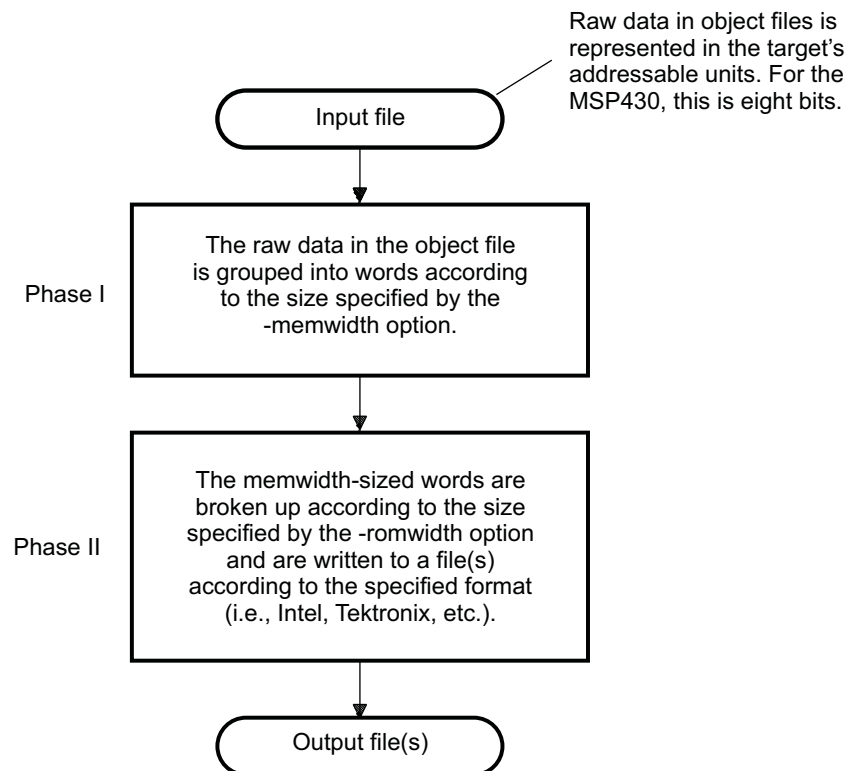 Raw data in object files is
represented in the target's
addressable units. For the
MSP430, this is eight bits.
Input file
Phase I
The raw data in the object file
is grouped into words according
to the size specified by the
-memwidth option.
Phase II
The memwidth-sized words are
broken up according to the size
specified by the -romwidth option
and are written to a file(s)
according to the specified format
(i.e., Intel, Tektronix, etc.).
Output file(s)